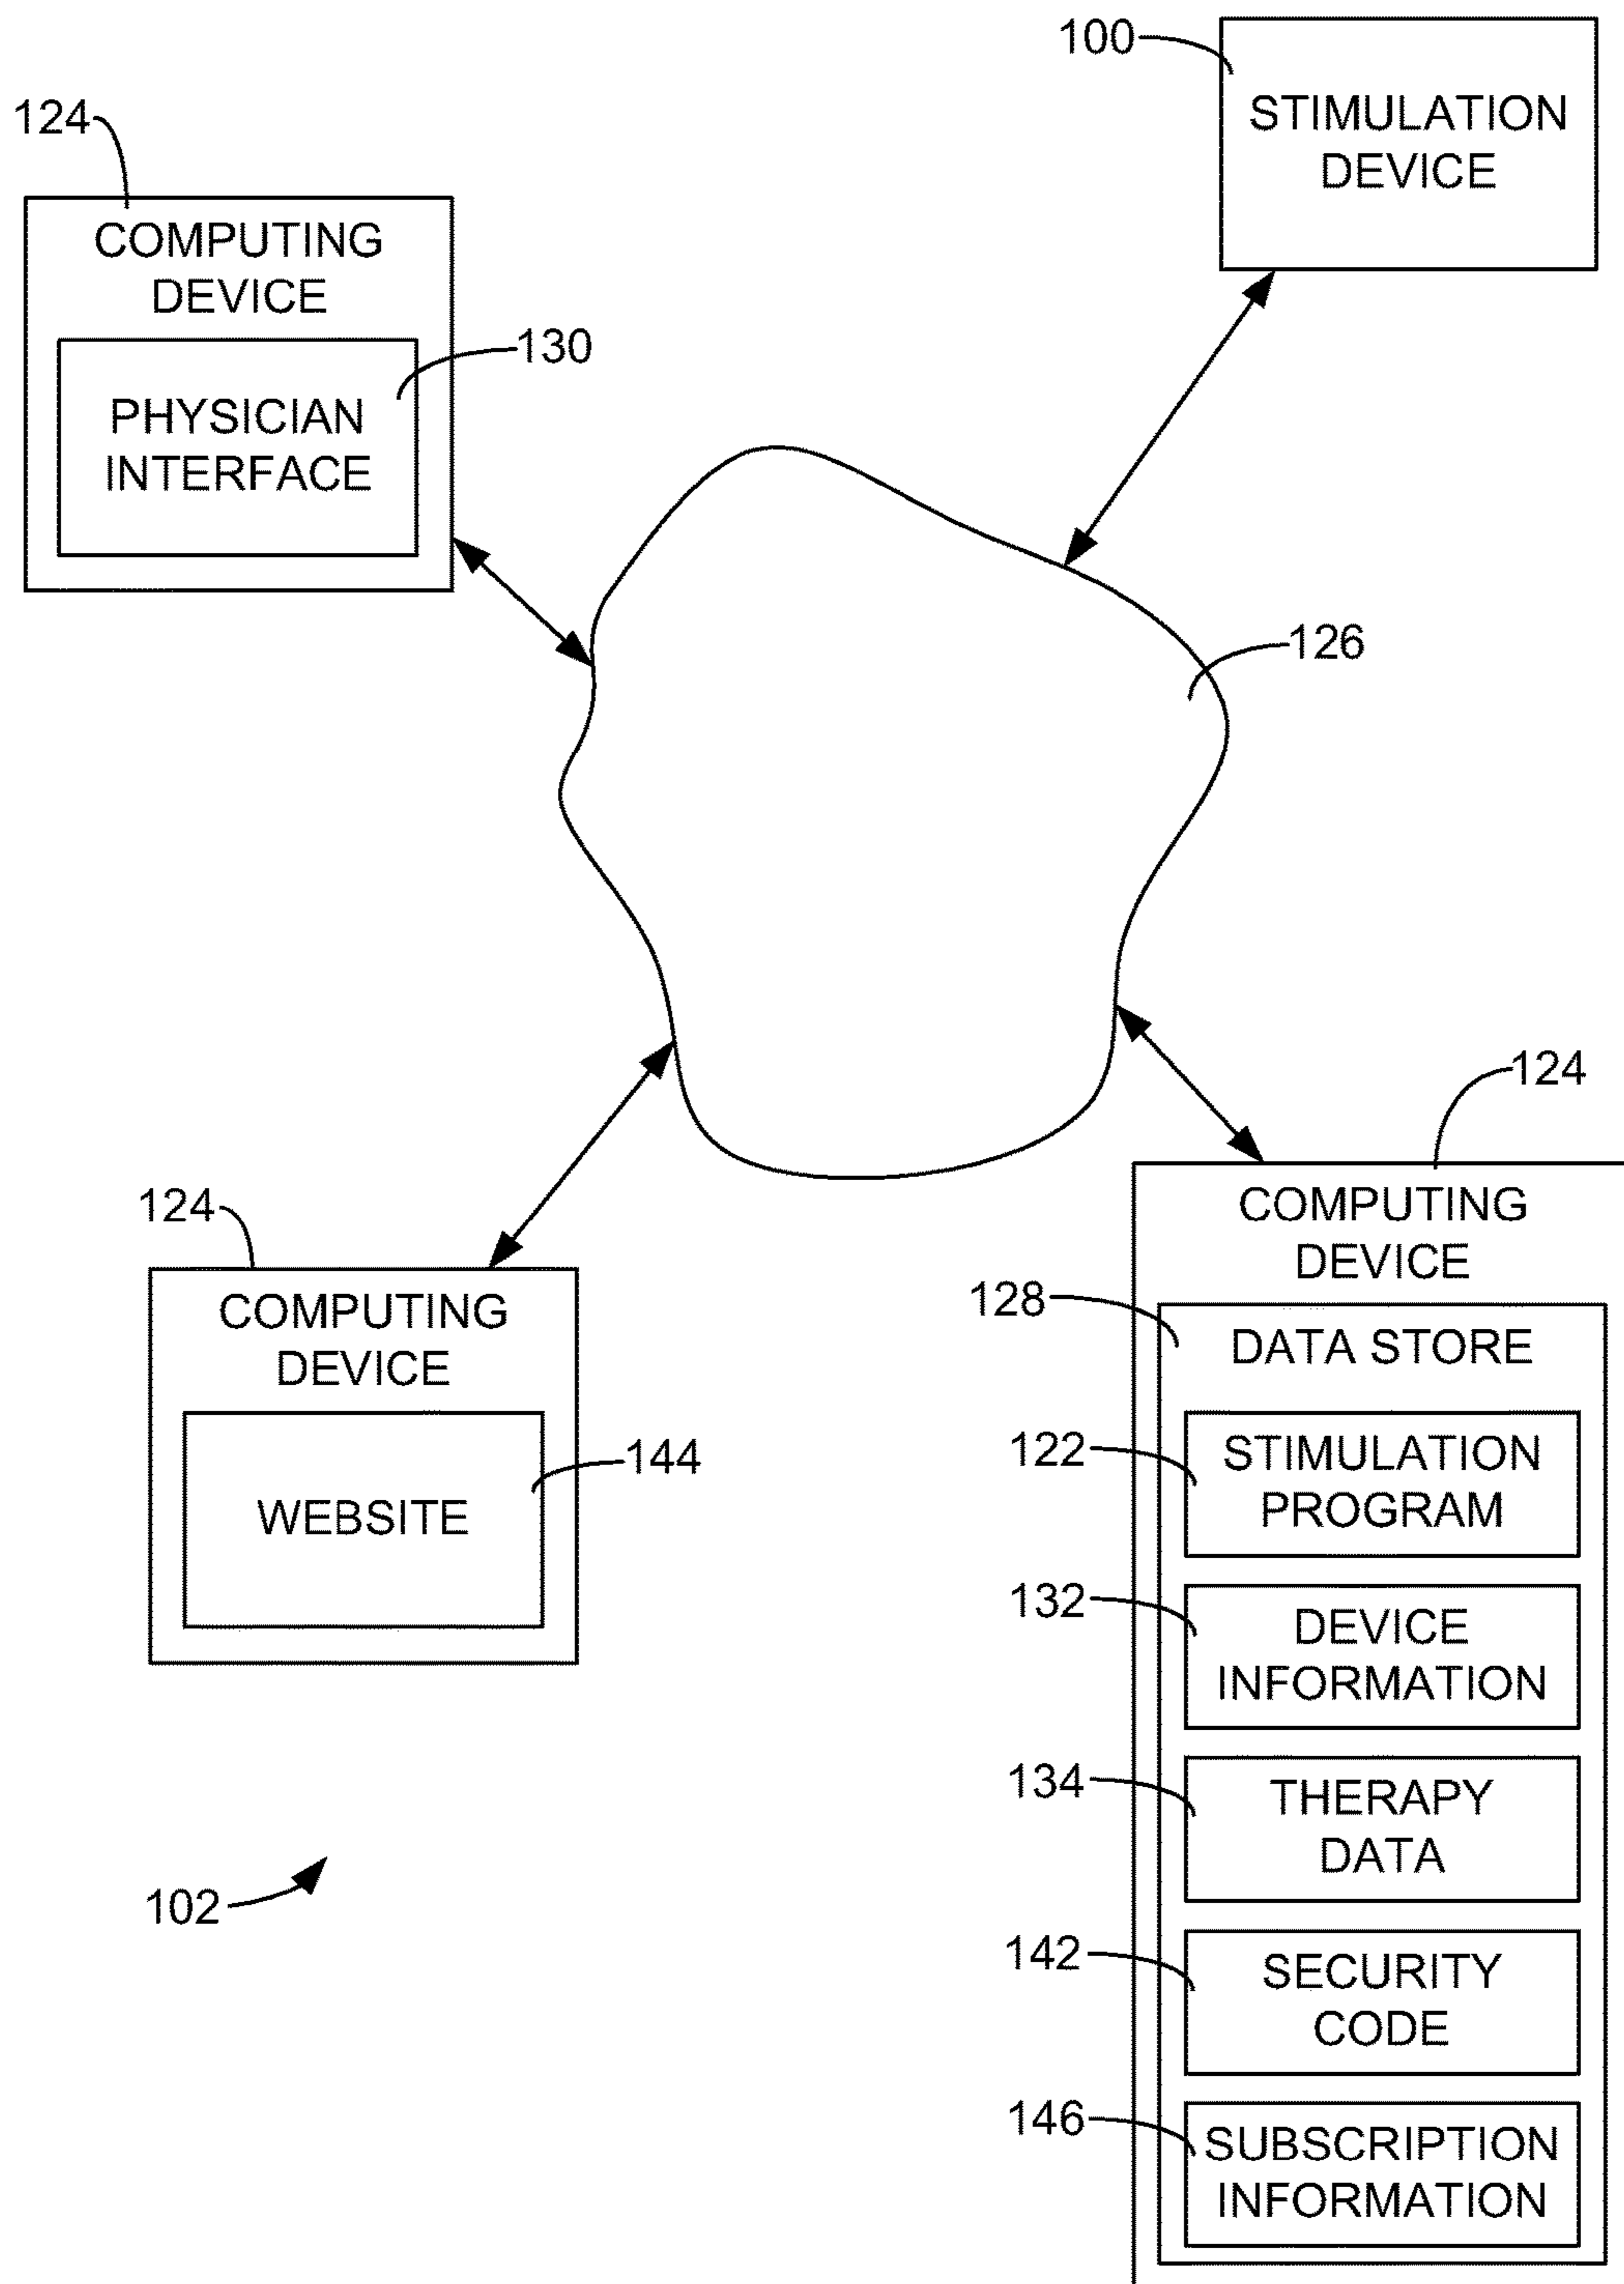 100
STIMULATION
DEVICE
124
COMPUTING
DEVICE
130
PHYSICIAN
INTERFACE
126
124
COMPUTING
DEVICE
144
WEBSITE
124
COMPUTING
DEVICE
128
DATA STORE
122
STIMULATION
PROGRAM
132
DEVICE
INFORMATION
134
THERAPY
DATA
142
SECURITY
CODE
146
SUBSCRIPTION
INFORMATION
102